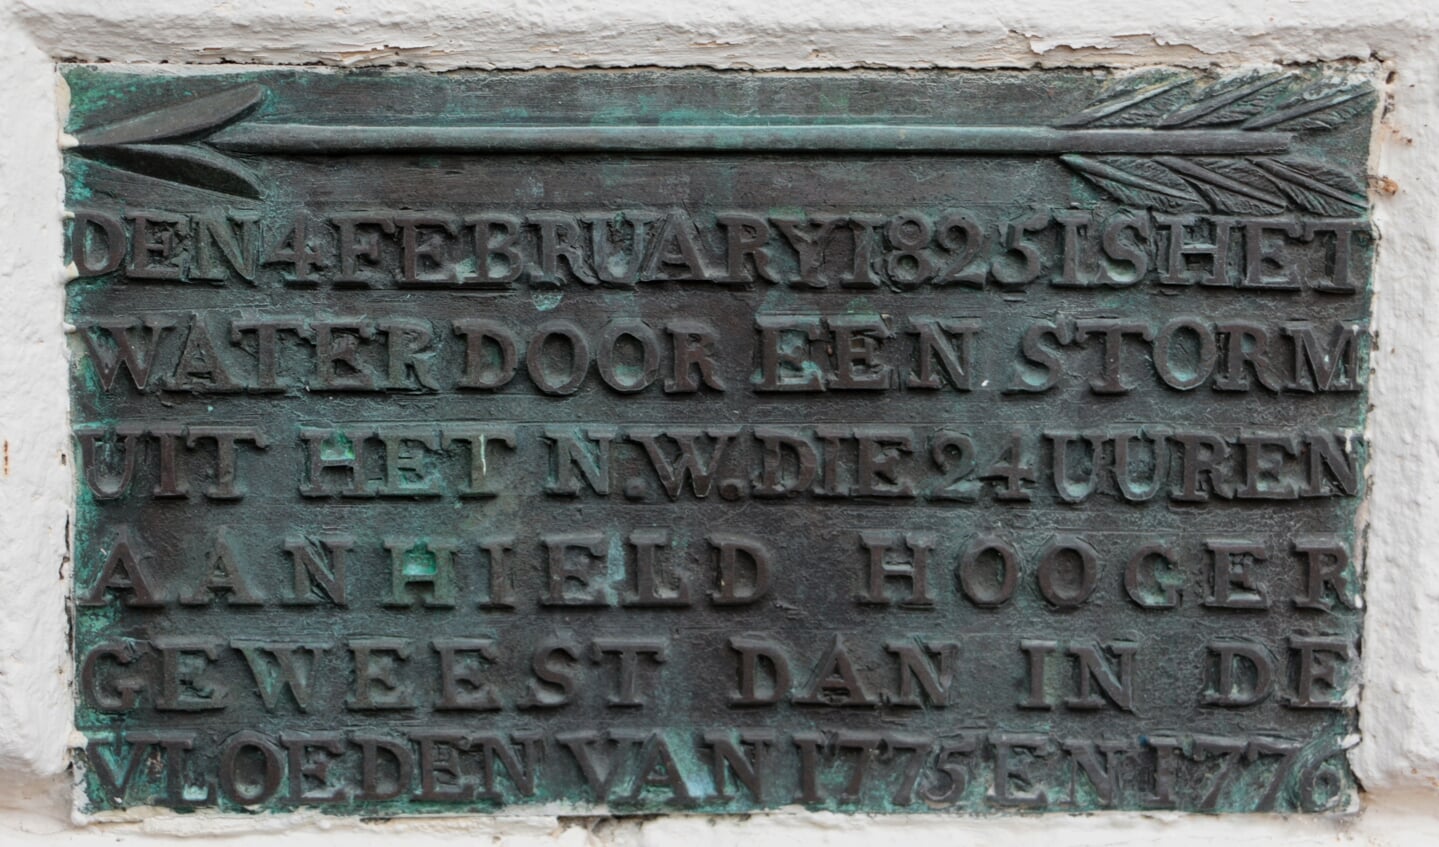 DEN 4 FEBRUARY 1825 IS HET
WATER DOOR EEN STORM
UIT HET N.W. DIE 24 UUREN
AANHIELD HOOGER
GEWEEST DAN IN DE
VLOEDEN VAN 1775 EN 1776